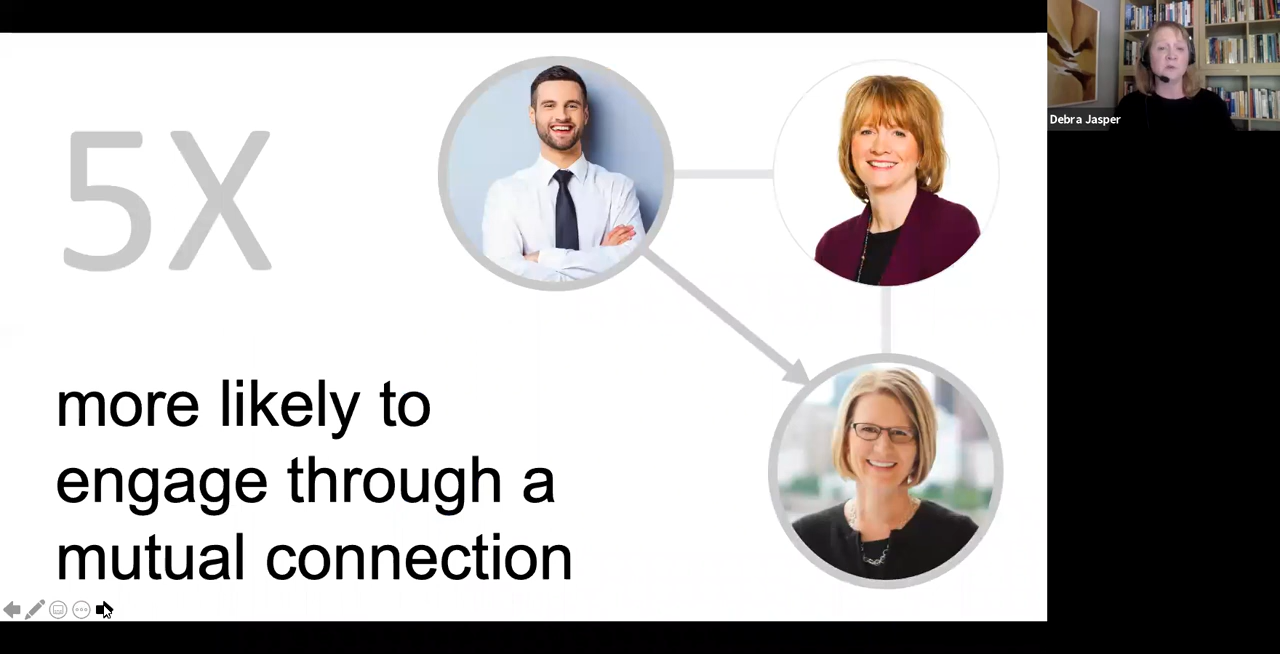 5X
more likely to
engage through a
mutual connection
Debra Jasper